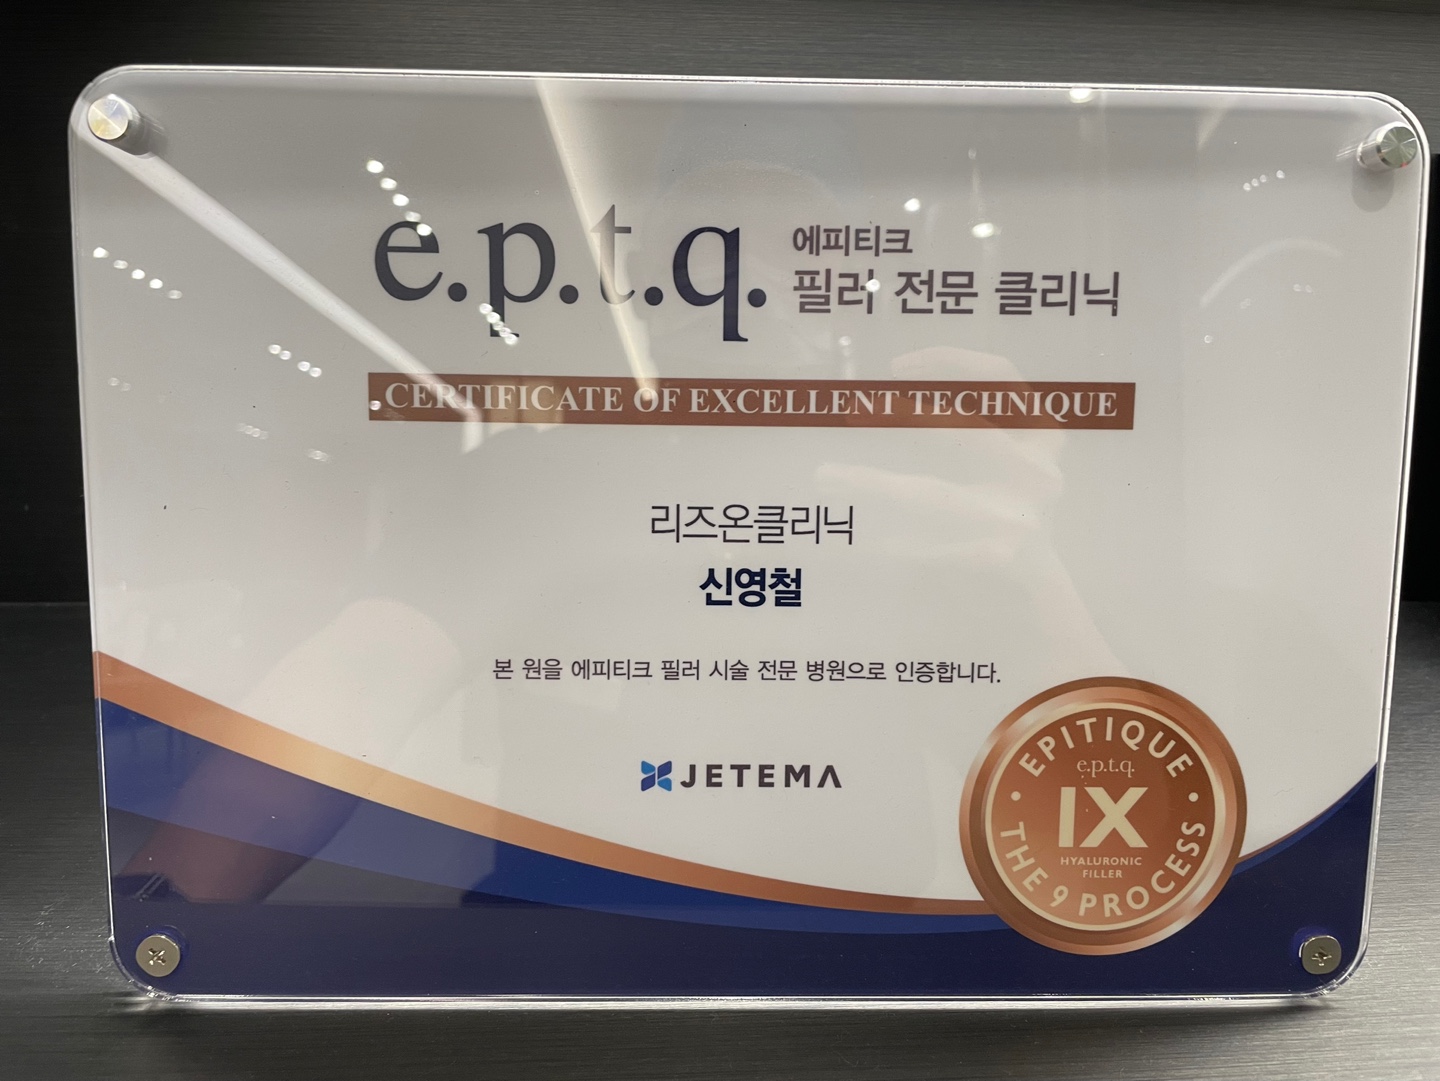 e.p.t.q. 에피티크
필러 전문 클리닉
CERTIFICATE OF EXCELLENT TECHNIQUE
리즈온클리닉
신영철
본 원을 에피티크 필러 시술 전문 병원으로 인증합니다.
JETEMA
EPITIQUE
e.p.t.q.
IX
HYALURONIC
FILLER
THE 9 PROCESS